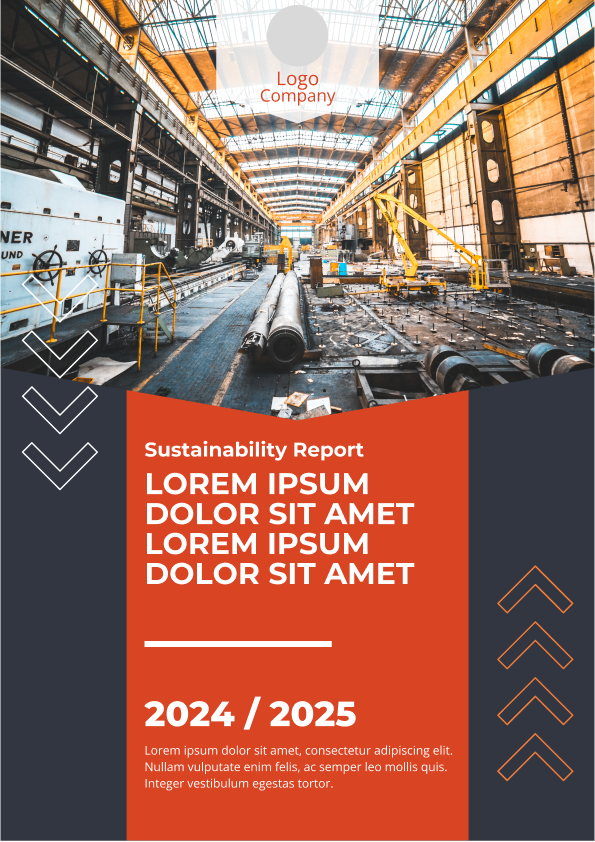 Logo
Company
NER
UND
Sustainability Report
LOREM IPSUM
DOLOR SIT AMET
LOREM IPSUM
DOLOR SIT AMET
2024 / 2025
Lorem ipsum dolor sit amet, consectetur adipiscing elit.
Nullam vulputate enim felis, ac semper leo mollis quis.
Integer vestibulum egestas tortor.